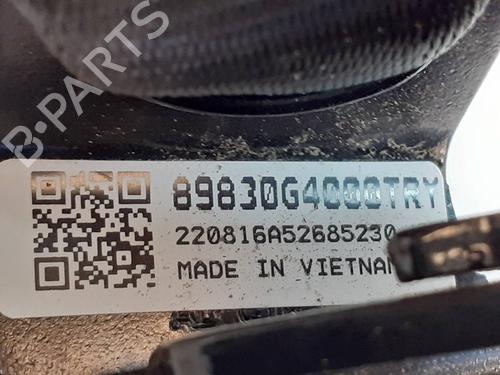 B-PARTS
89830G4000TRY
220816A52685230
MADE IN VIETNAM